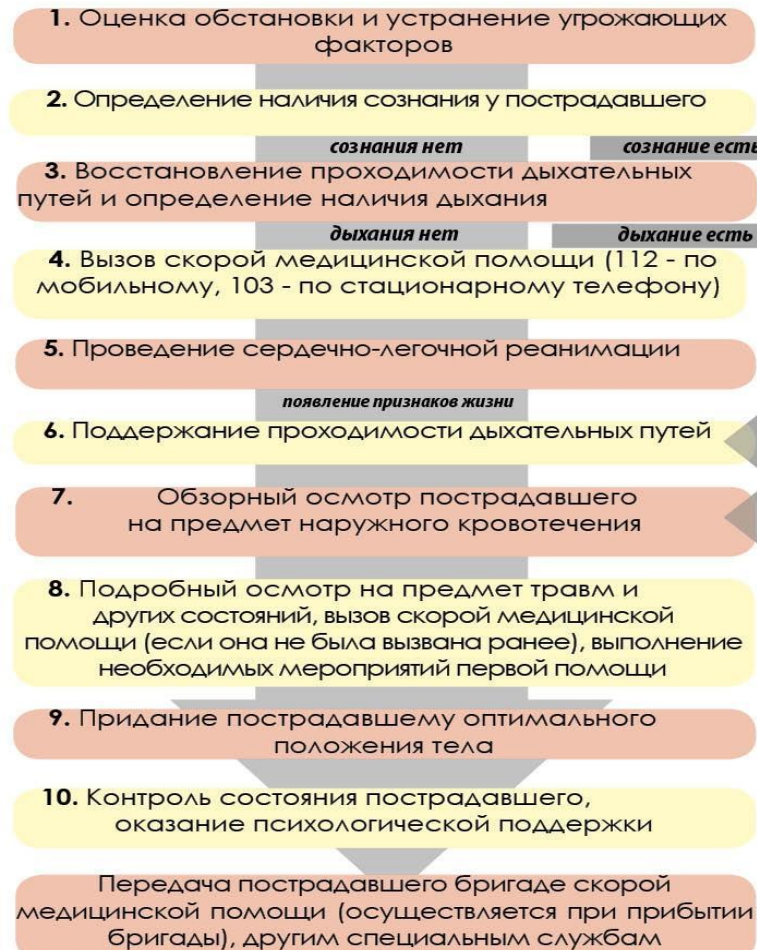 1. Оценка обстановки и устранение угрожающих
факторов
2. Определение наличия сознания у пострадавшего
сознания нет
сознание есть
3. Восстановление проходимости дыхательных
путей и определение наличия дыхания
дыхания нет
дыхание есть
4. Вызов скорой медицинской помощи (112 - по
мобильному, 103 - по стационарному телефону)
5. Проведение сердечно-легочной реанимации
появление признаков жизни
6. Поддержание проходимости дыхательных путей
7. Обзорный осмотр пострадавшего
на предмет наружного кровотечения
8. Подробный осмотр на предмет травм и
других состояний, вызов скорой медицинской
помощи (если она не была вызвана ранее), выполнение
необходимых мероприятий первой помощи
9. Придание пострадавшему оптимального
положения тела
10. Контроль состояния пострадавшего,
оказание психологической поддержки
Передача пострадавшего бригаде скорой
медицинской помощи (осуществляется при прибытии
бригады), другим специальным службам